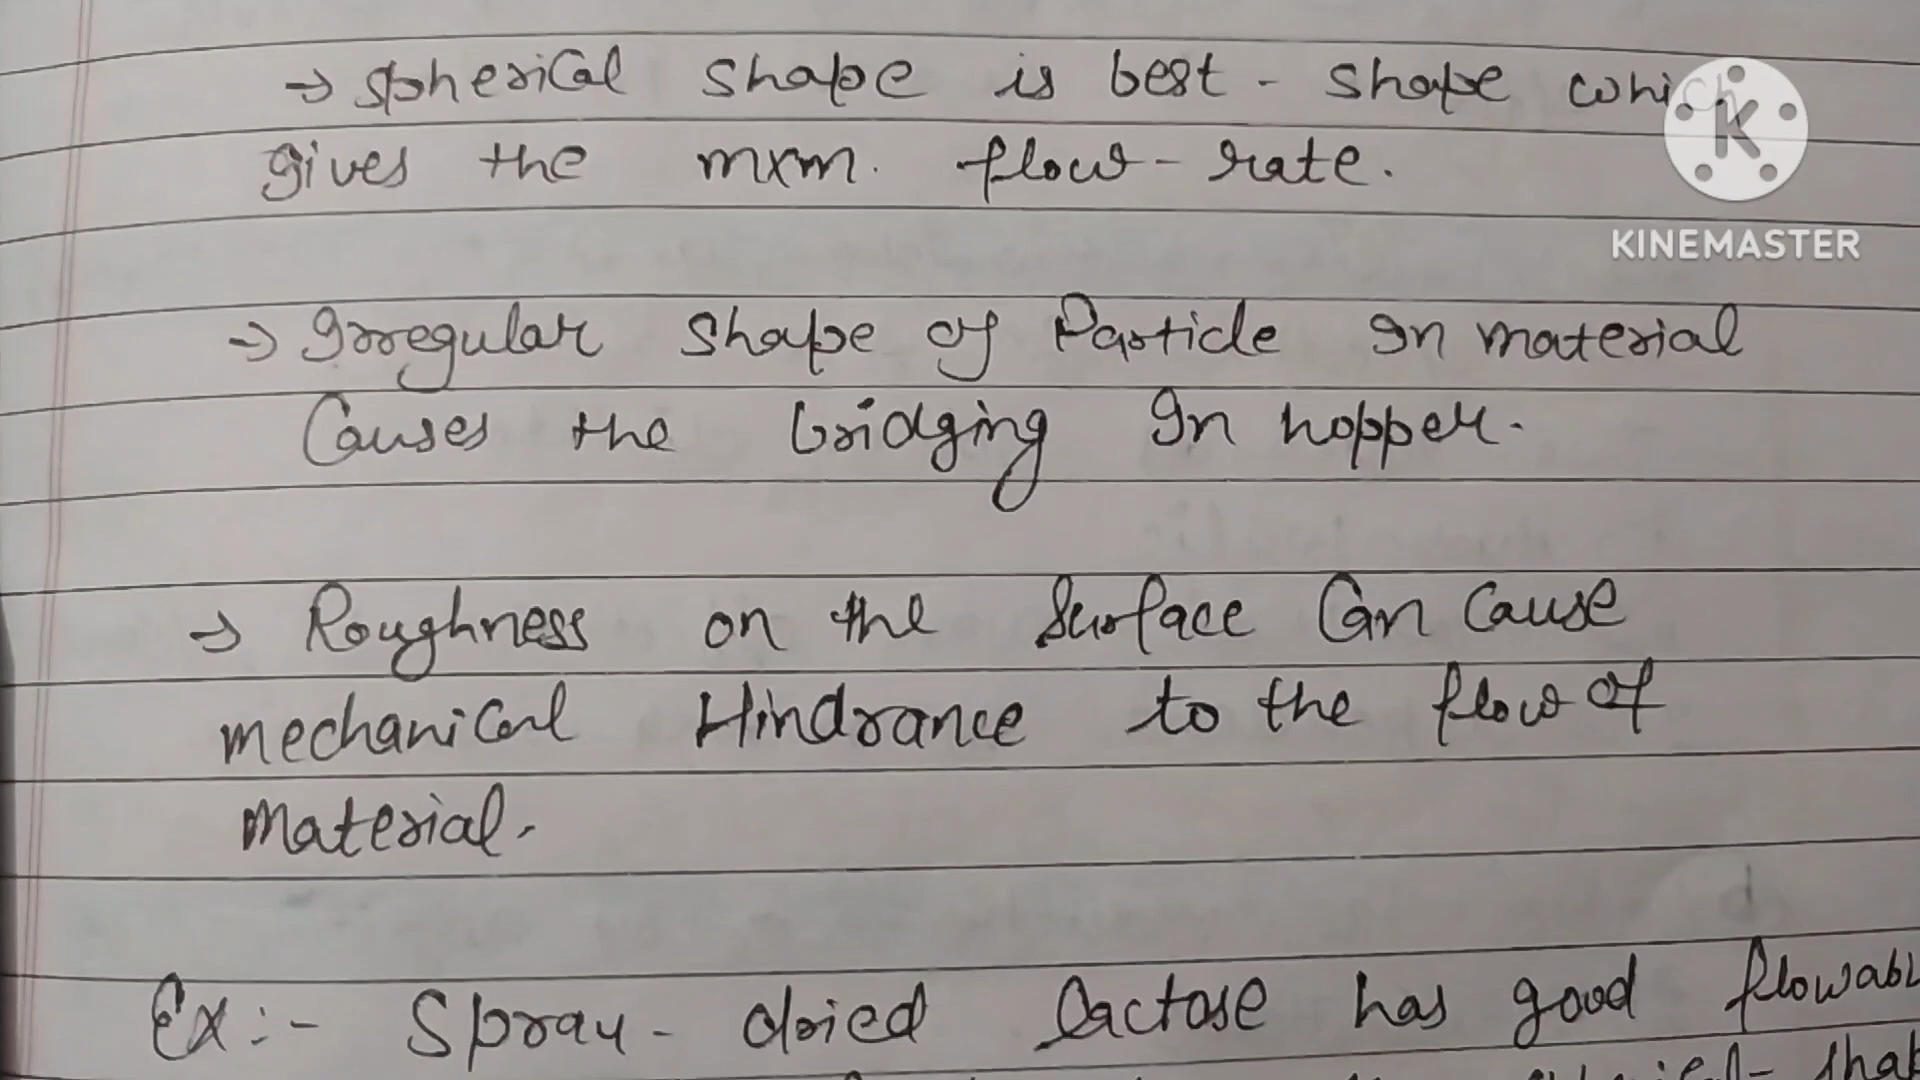 → Spherical shape is best - shape which
gives the mxm. flow-rate.
KINEMASTER
→ Irregular shape of Particle In material
Causes the bridging In hopper.
→ Roughness on the Surface Can Cause
mechanical Hindrance to the flow of
Material.
Ex:- Spray-dried lactose has good flowabl